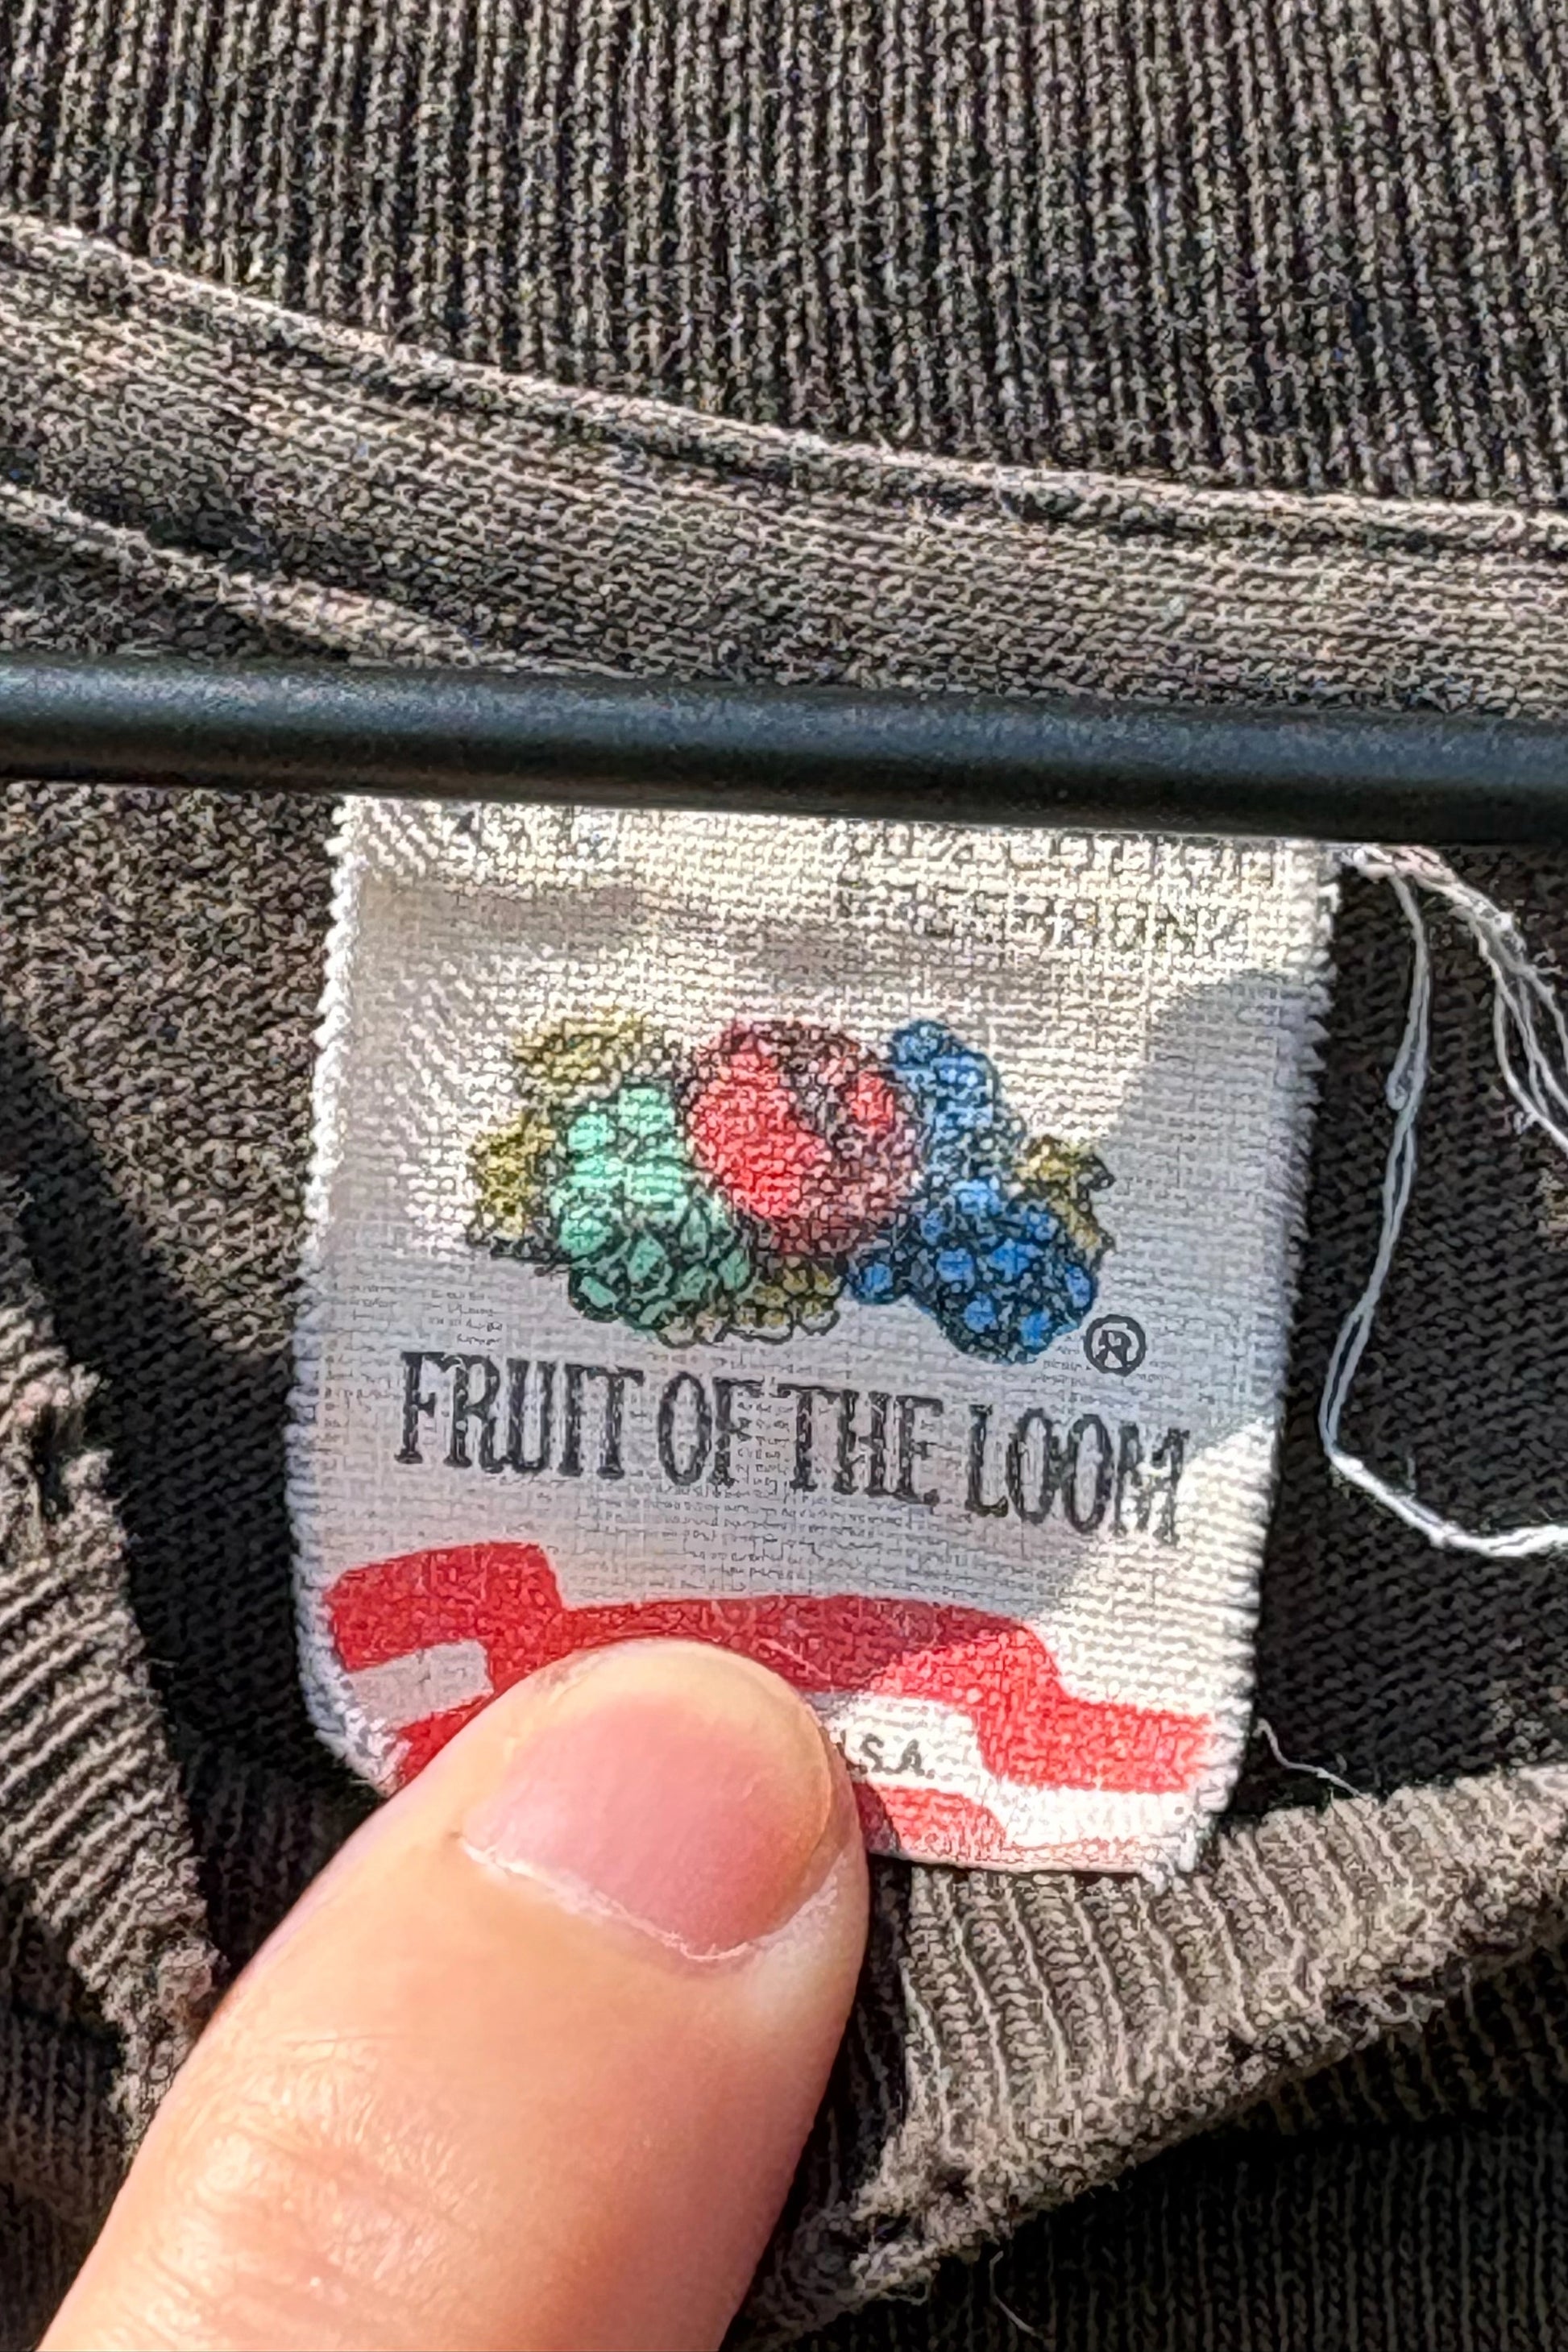 ®
FRUIT OF THE LOOM
S.A.